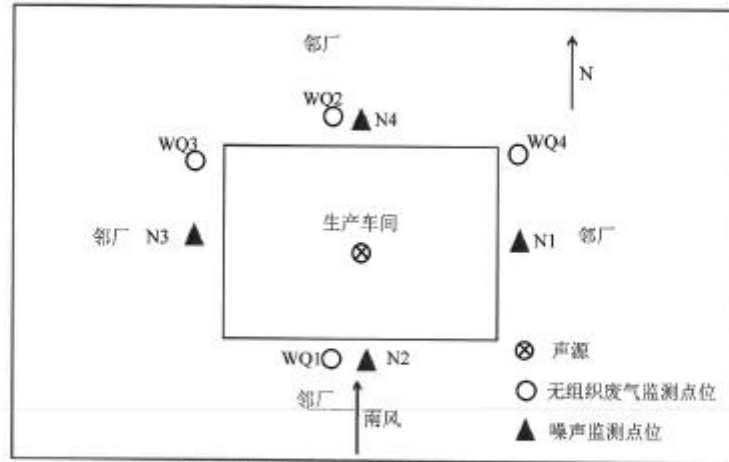 邻厂
N
WQ2
N4
WQ3
WQ4
生产车间
邻厂 N3
N1 邻厂
WQ1
N2
邻厂
南风
声源
无组织废气监测点位
噪声监测点位